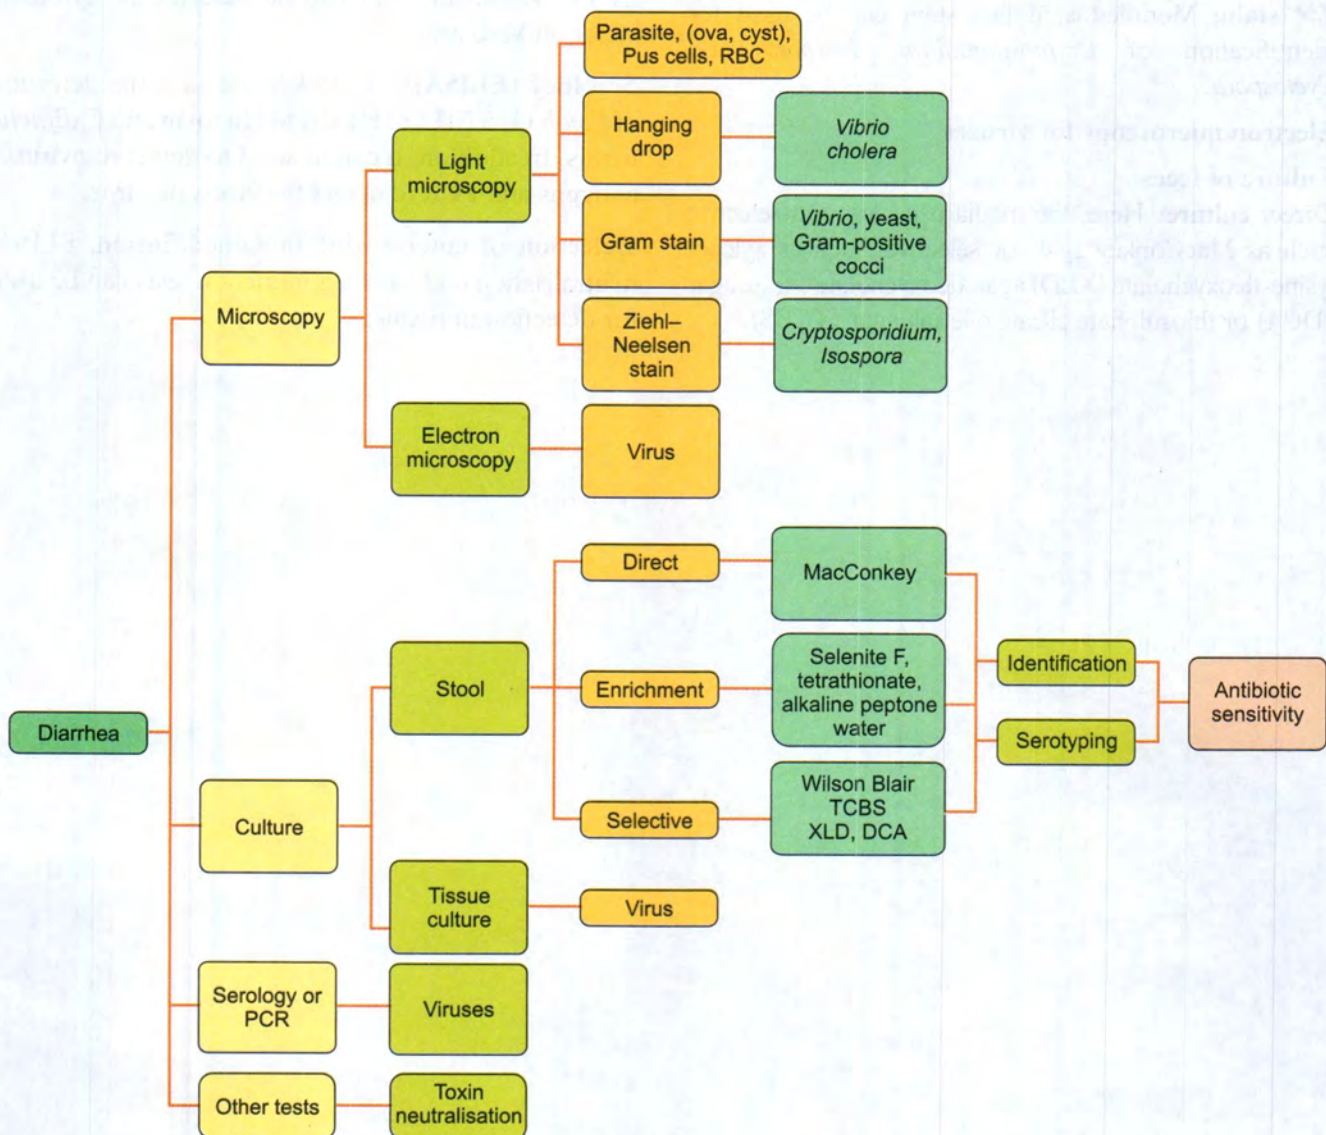 Parasite, (ova, cyst),
Pus cells, RBC
Light
microscopy
Hanging
drop
Vibrio
cholera
Gram stain
Vibrio, yeast,
Gram-positive
cocci
Microscopy
Ziehl–
Neelsen
stain
Cryptosporidium,
Isospora
Electron
microscopy
Virus
Direct
MacConkey
Stool
Enrichment
Selenite F,
tetrathionate,
alkaline peptone
water
Identification
Antibiotic
sensitivity
Diarrhea
Serotyping
Culture
Selective
Wilson Blair
TCBS
XLD, DCA
Tissue
culture
Virus
Serology or
PCR
Viruses
Other tests
Toxin
neutralisation